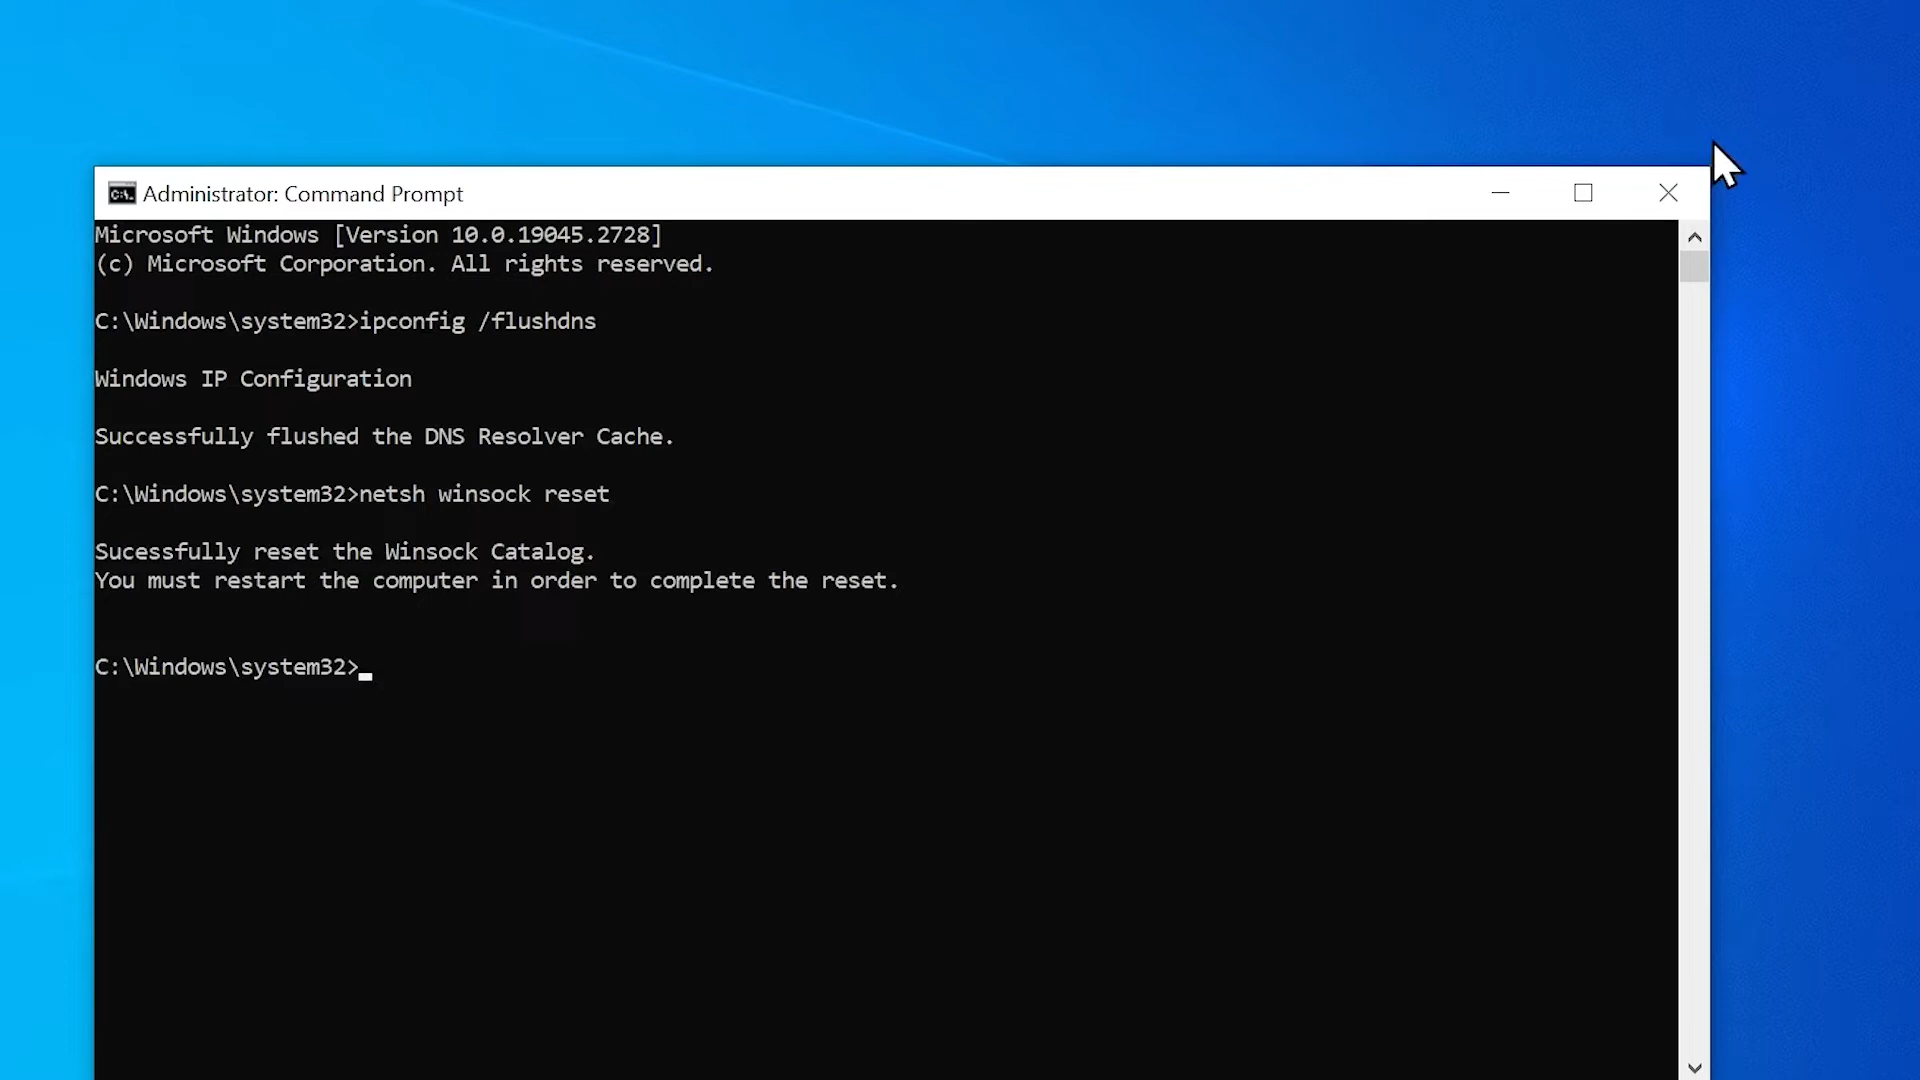 Administrator: Command Prompt
Microsoft Windows [Version 10.0.19045.2728]
(c) Microsoft Corporation. All rights reserved.
C:\Windows\system32>ipconfig /flushdns
Windows IP Configuration
Successfully flushed the DNS Resolver Cache.
C:\Windows\system32>netsh winsock reset
Sucessfully reset the Winsock Catalog.
You must restart the computer in order to complete the reset.
C:\Windows\system32>